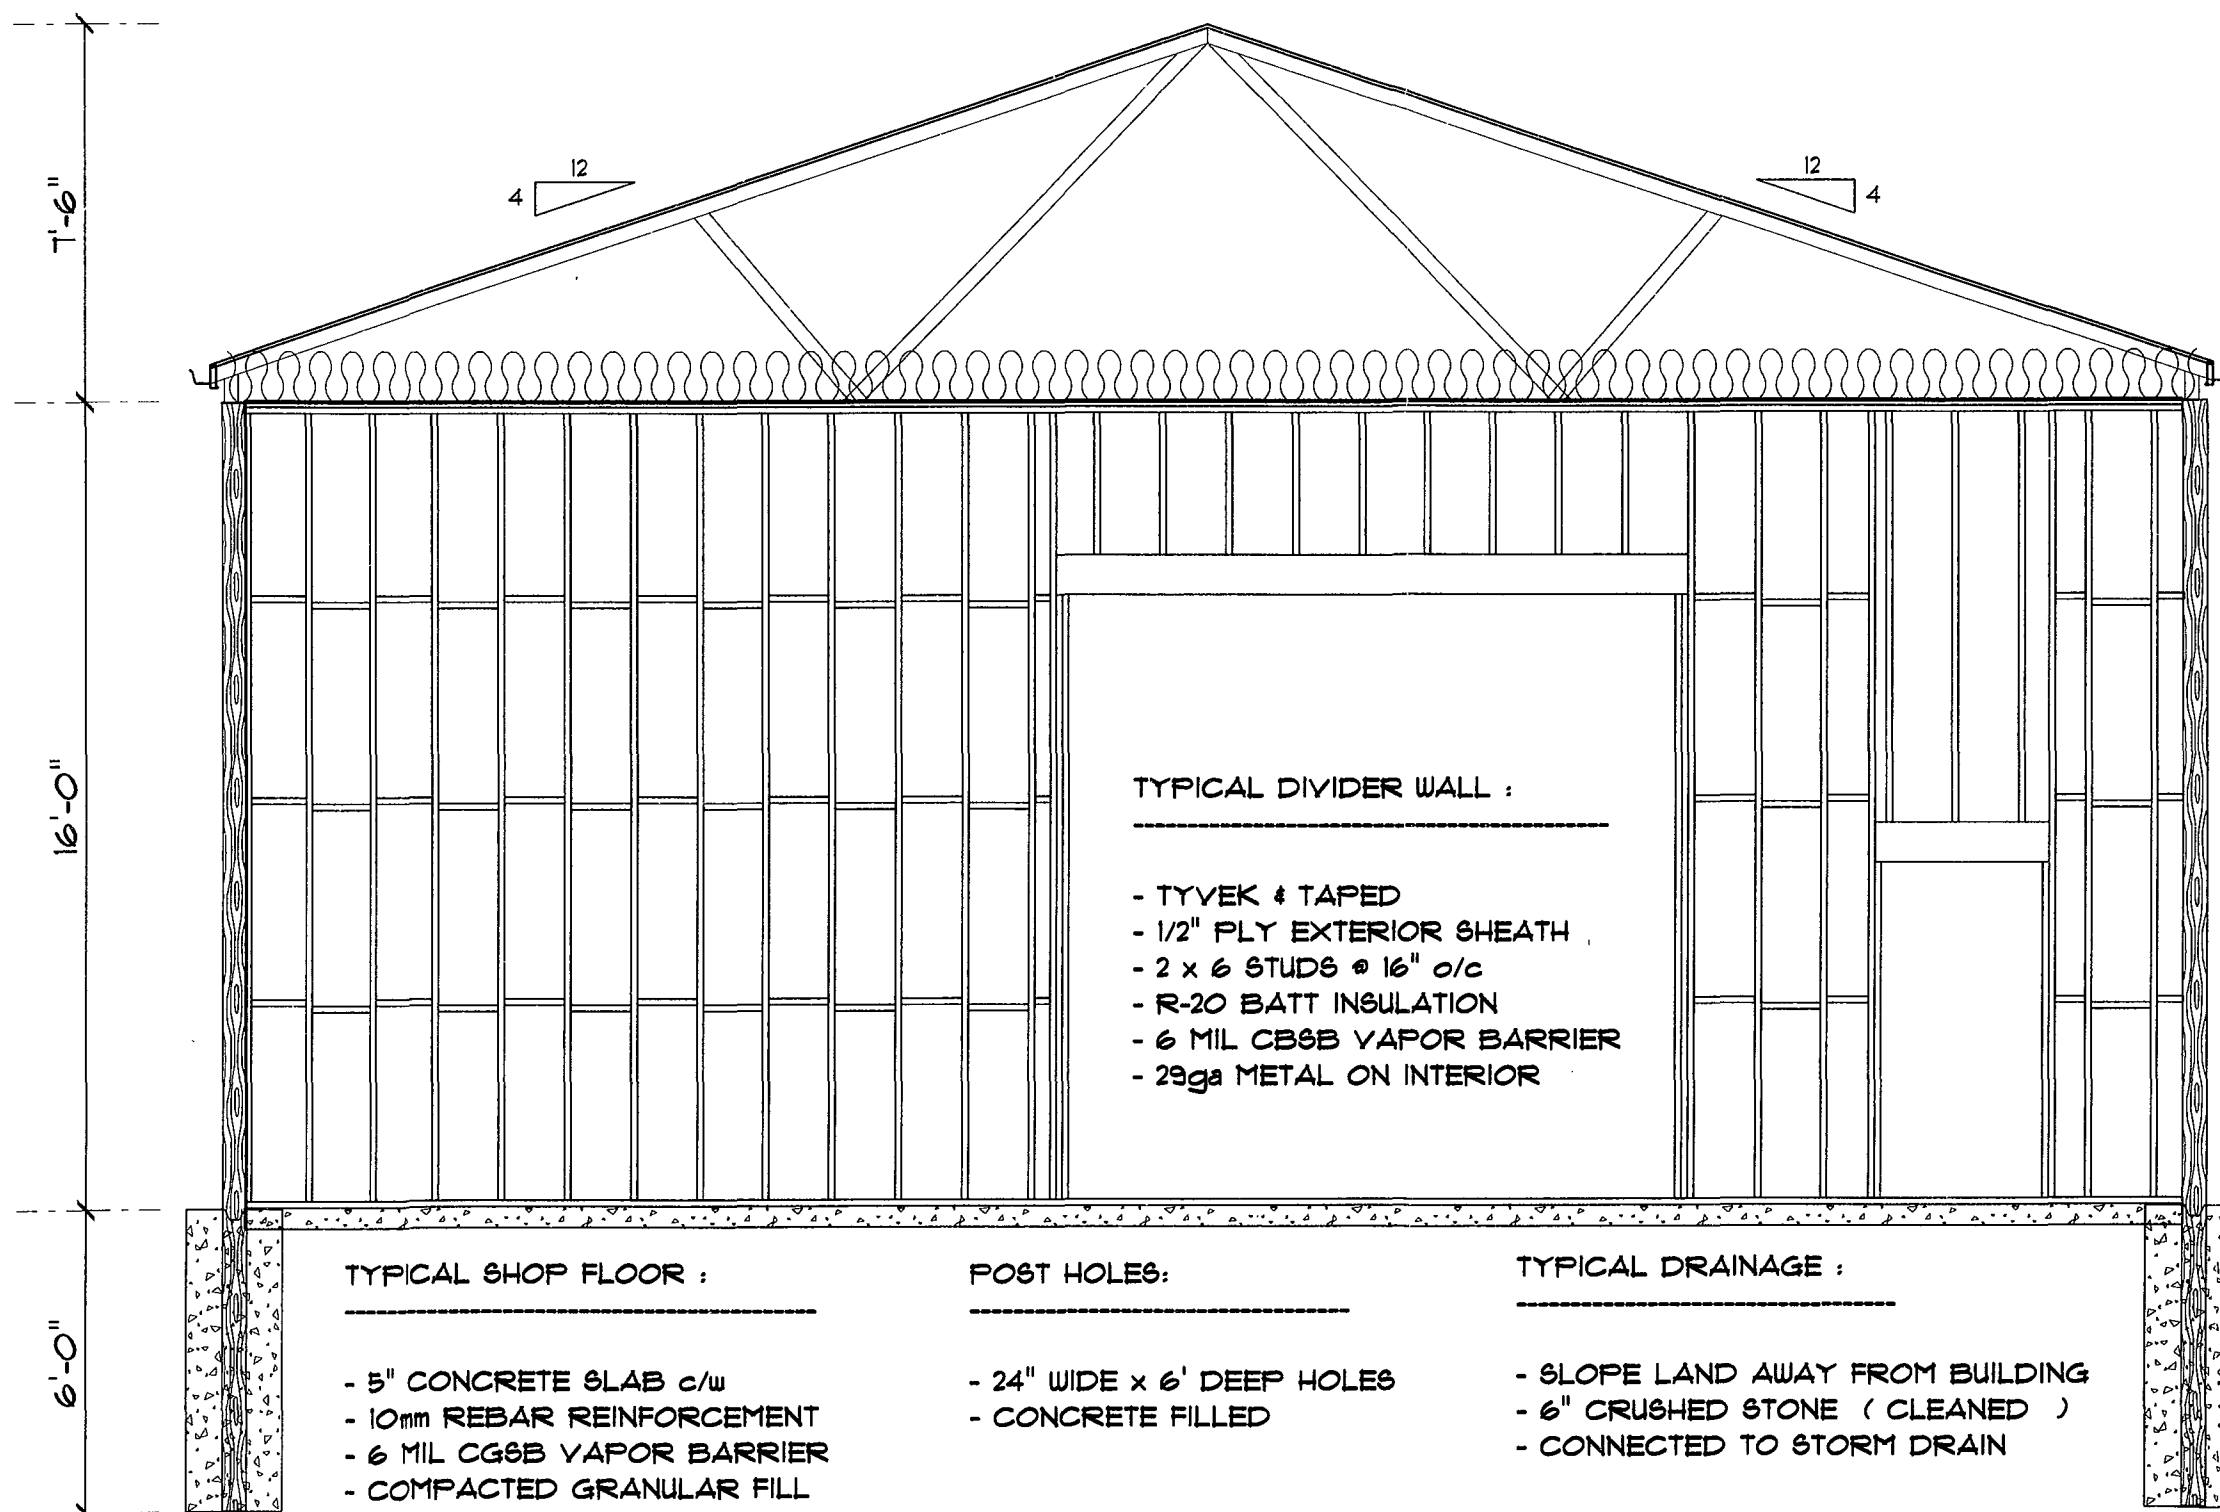 12
4
12
4
7'-6"
16'-0"
6'-0"
TYPICAL DIVIDER WALL :
- TYVEK & TAPED
- 1/2" PLY EXTERIOR SHEATH
- 2 x 6 STUDS @ 16" o/c
- R-20 BATT INSULATION
- 6 MIL CBSB VAPOR BARRIER
- 29ga METAL ON INTERIOR
TYPICAL SHOP FLOOR :
- 5" CONCRETE SLAB c/w
- 10mm REBAR REINFORCEMENT
- 6 MIL CGSB VAPOR BARRIER
- COMPACTED GRANULAR FILL
POST HOLES:
- 24" WIDE x 6' DEEP HOLES
- CONCRETE FILLED
TYPICAL DRAINAGE :
- SLOPE LAND AWAY FROM BUILDING
- 6" CRUSHED STONE ( CLEANED )
- CONNECTED TO STORM DRAIN